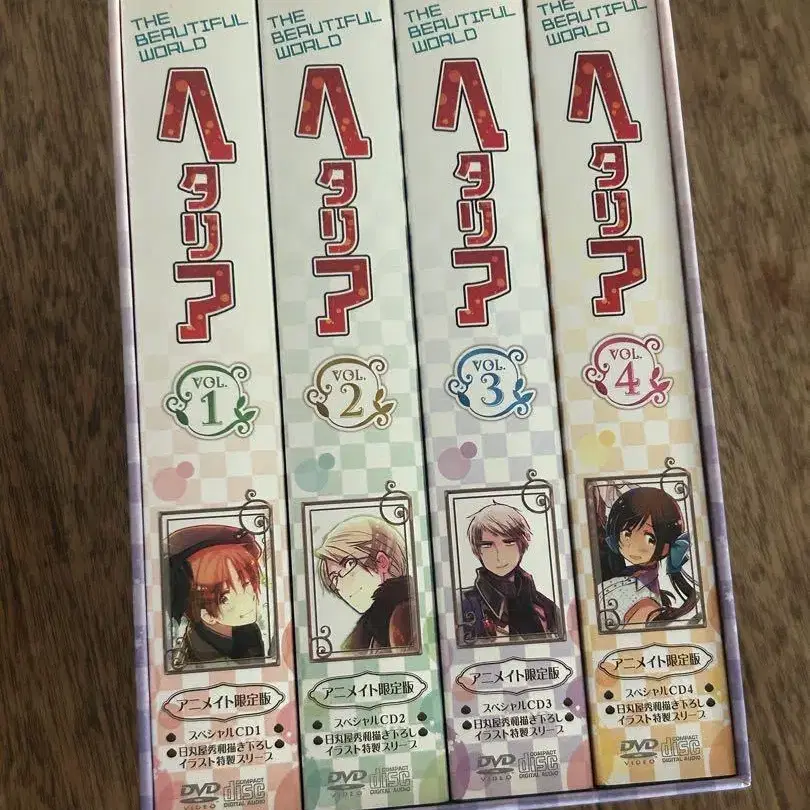 THE
BEAUTIFUL
WORLD
ヘタリア
VOL.
1
アニメイト限定版
スペシャルCD1
日丸屋秀和描き下ろし
イラスト特製スリーブ
DVD
VIDEO
COMPACT
disc
DIGITAL AUDIO
THE
BEAUTIFUL
WORLD
ヘタリア
VOL.
2
アニメイト限定版
スペシャルCD2
日丸屋秀和描き下ろし
イラスト特製スリーブ
DVD
VIDEO
COMPACT
disc
DIGITAL AUDIO
THE
BEAUTIFUL
WORLD
ヘタリア
VOL.
3
アニメイト限定版
スペシャルCD3
日丸屋秀和描き下ろし
イラスト特製スリーブ
DVD
VIDEO
COMPACT
disc
DIGITAL AUDIO
THE
BEAUTIFUL
WORLD
ヘタリア
VOL.
4
アニメイト限定版
スペシャルCD4
日丸屋秀和描き下ろし
イラスト特製スリーブ
DVD
VIDEO
COMPACT
disc
DIGITAL AUDIO